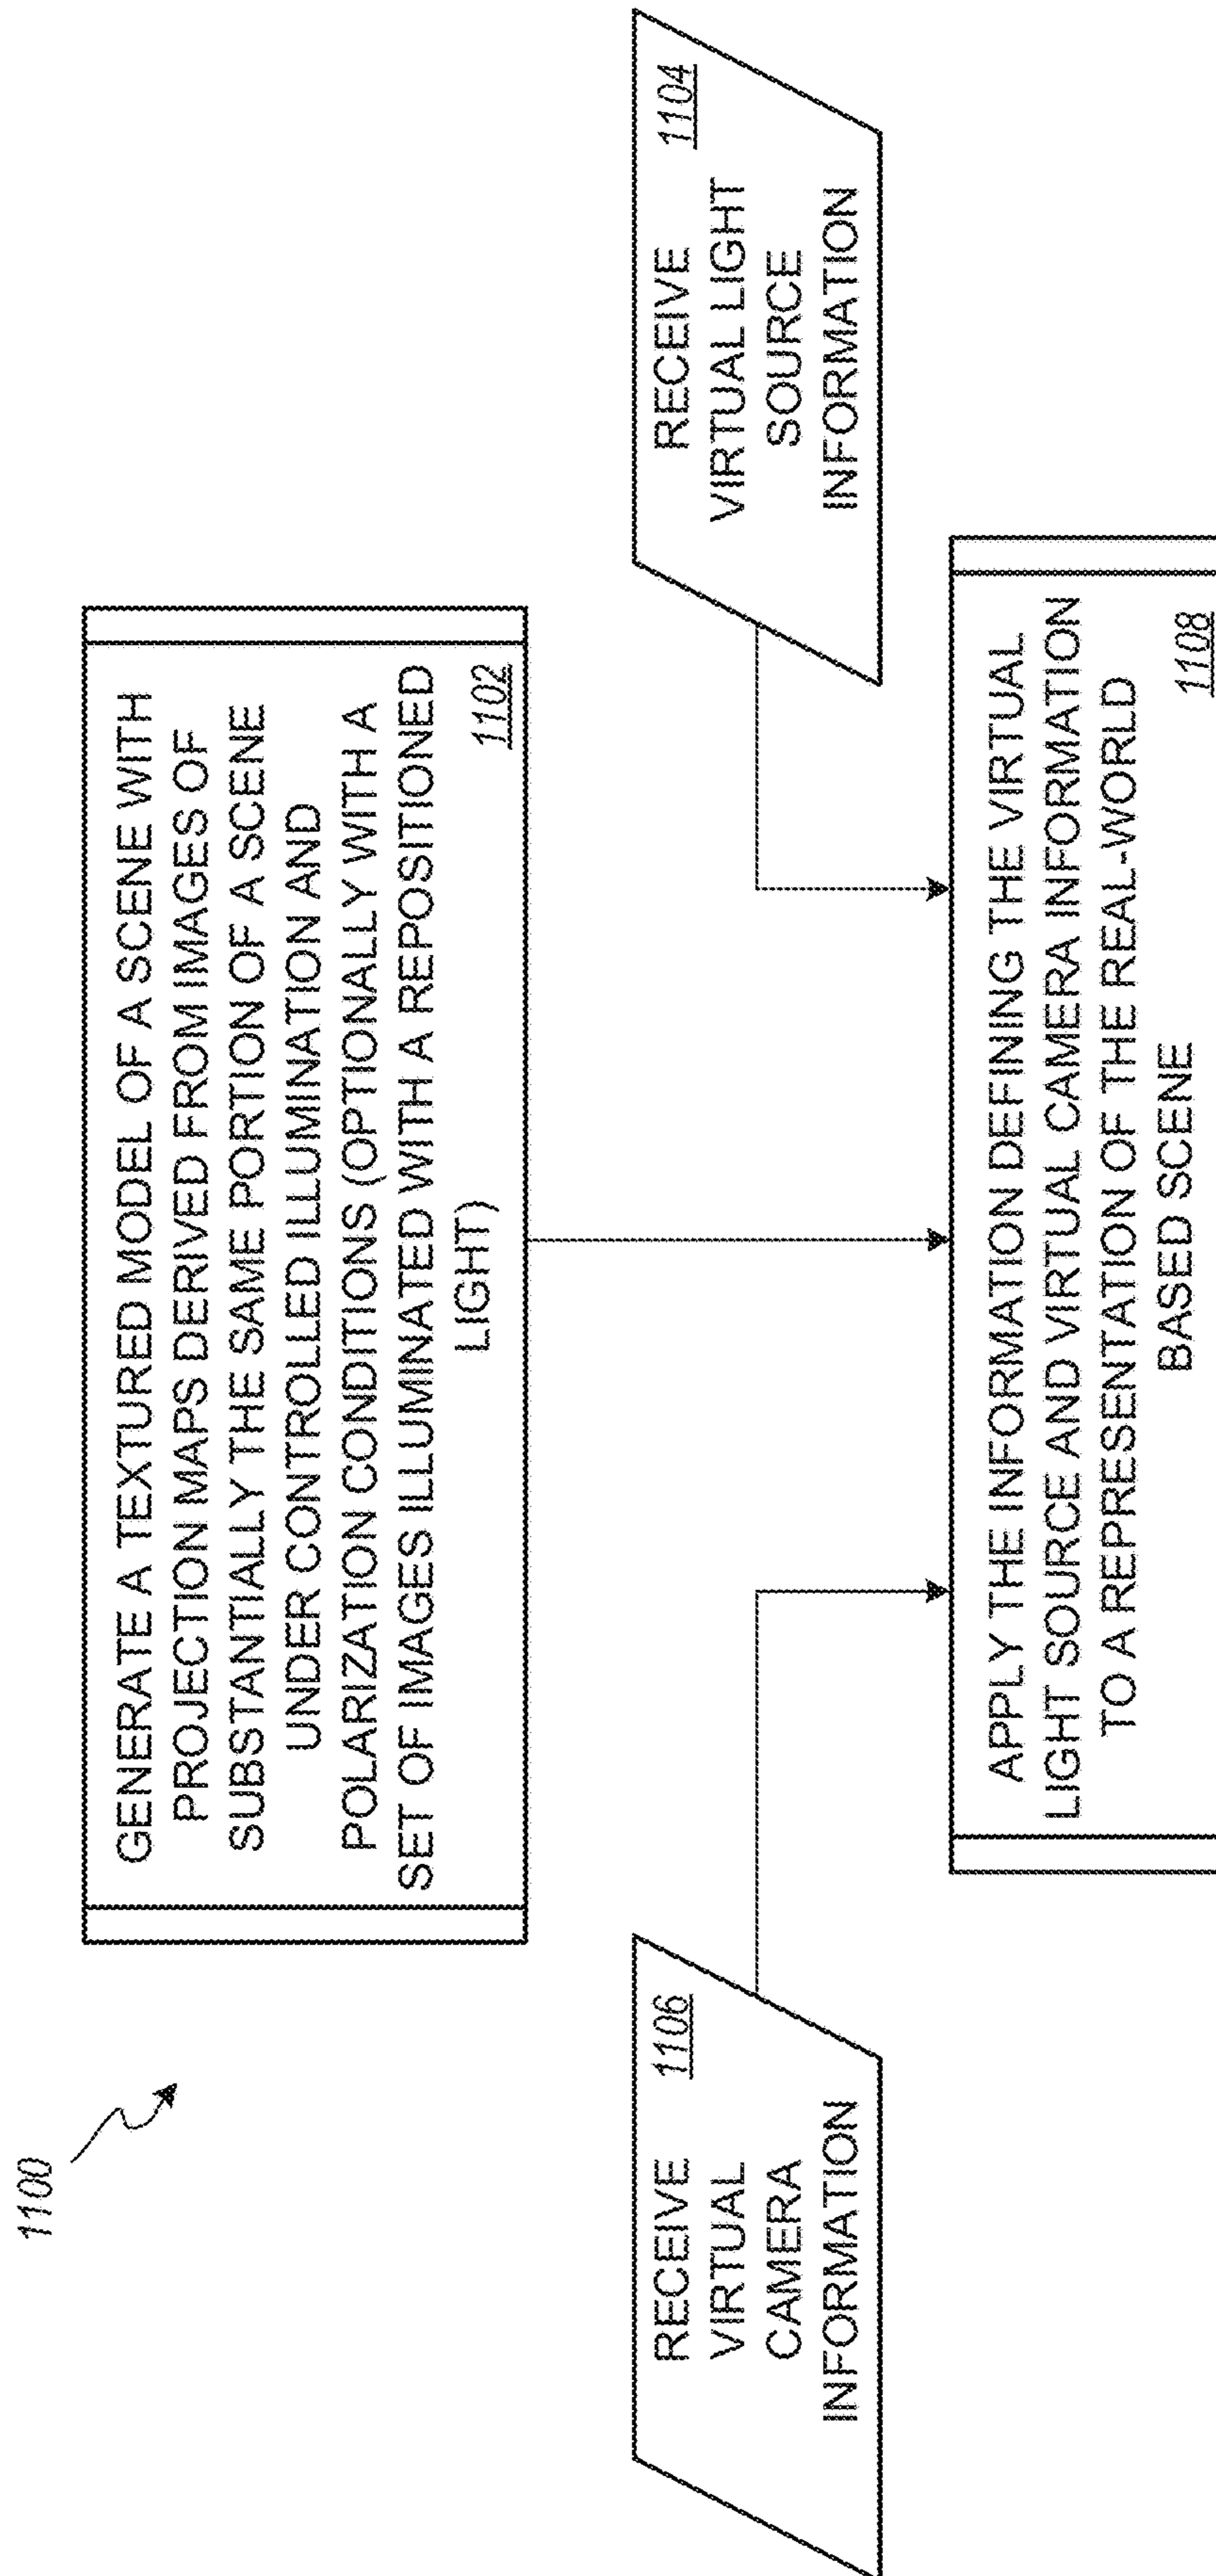 1100
GENERATE A TEXTURED MODEL OF A SCENE WITH
PROJECTION MAPS DERIVED FROM IMAGES OF
SUBSTANTIALLY THE SAME PORTION OF A SCENE
UNDER CONTROLLED ILLUMINATION AND
POLARIZATION CONDITIONS (OPTIONALLY WITH A
SET OF IMAGES ILLUMINATED WITH A REPOSITIONED
LIGHT)
1102
RECEIVE
VIRTUAL
CAMERA
INFORMATION
1106
RECEIVE
VIRTUAL LIGHT
SOURCE
INFORMATION
1104
APPLY THE INFORMATION DEFINING THE VIRTUAL
LIGHT SOURCE AND VIRTUAL CAMERA INFORMATION
TO A REPRESENTATION OF THE REAL-WORLD
BASED SCENE
1108